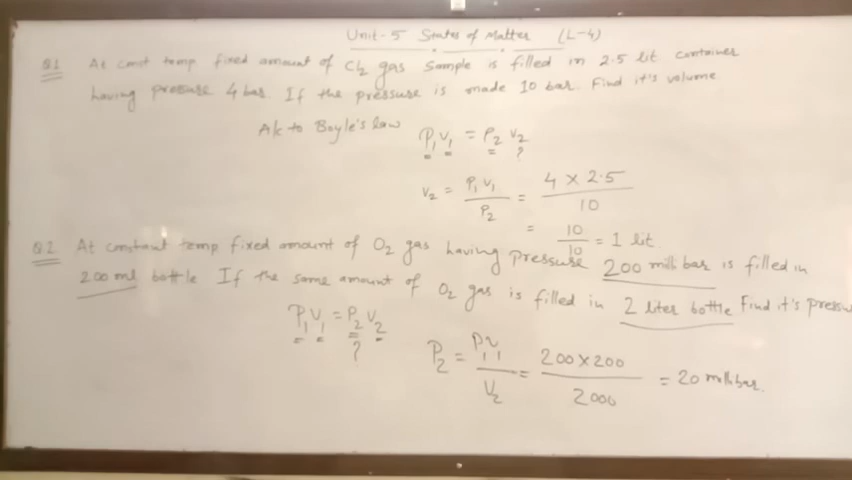 Unit-5 States of Matter (L-4)
Q1 At const temp fixed amount of Cl2 gas Sample is filled in 2.5 lit container
having pressure 4 bar. If the pressure is made 10 bar. Find it's volume
A/c to Boyle's law P1V1 = P2V2
?
V2 = P1V1/P2 = 4 × 2.5/10
= 10/10 = 1 lit.
Q2 At constant temp fixed amount of O2 gas having pressure 200 millibar is filled in
200 ml bottle If the same amount of O2 gas is filled in 2 liter bottle Find it's pressu
P1V1 = P2V2
?
P2 = P1V1/V2 = 200×200/2000 = 20 millibar.